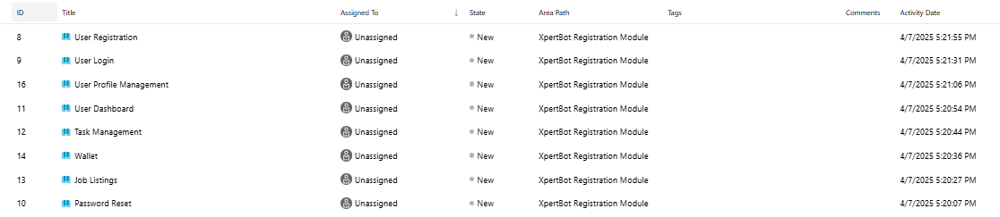 ID Title Assigned To ↓ State Area Path Tags Comments Activity Date
8 User Registration Unassigned New XpertBot Registration Module 4/7/2025 5:21:55 PM
9 User Login Unassigned New XpertBot Registration Module 4/7/2025 5:21:31 PM
16 User Profile Management Unassigned New XpertBot Registration Module 4/7/2025 5:21:06 PM
11 User Dashboard Unassigned New XpertBot Registration Module 4/7/2025 5:20:54 PM
12 Task Management Unassigned New XpertBot Registration Module 4/7/2025 5:20:44 PM
14 Wallet Unassigned New XpertBot Registration Module 4/7/2025 5:20:36 PM
13 Job Listings Unassigned New XpertBot Registration Module 4/7/2025 5:20:27 PM
10 Password Reset Unassigned New XpertBot Registration Module 4/7/2025 5:20:07 PM